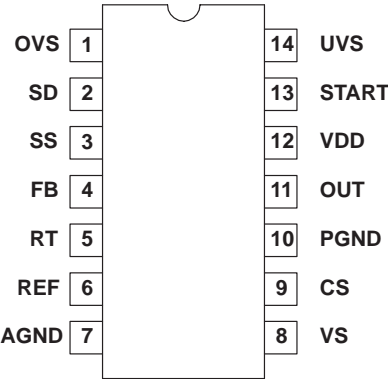 OVS 1 14 UVS
SD 2 13 START
SS 3 12 VDD
FB 4 11 OUT
RT 5 10 PGND
REF 6 9 CS
AGND 7 8 VS